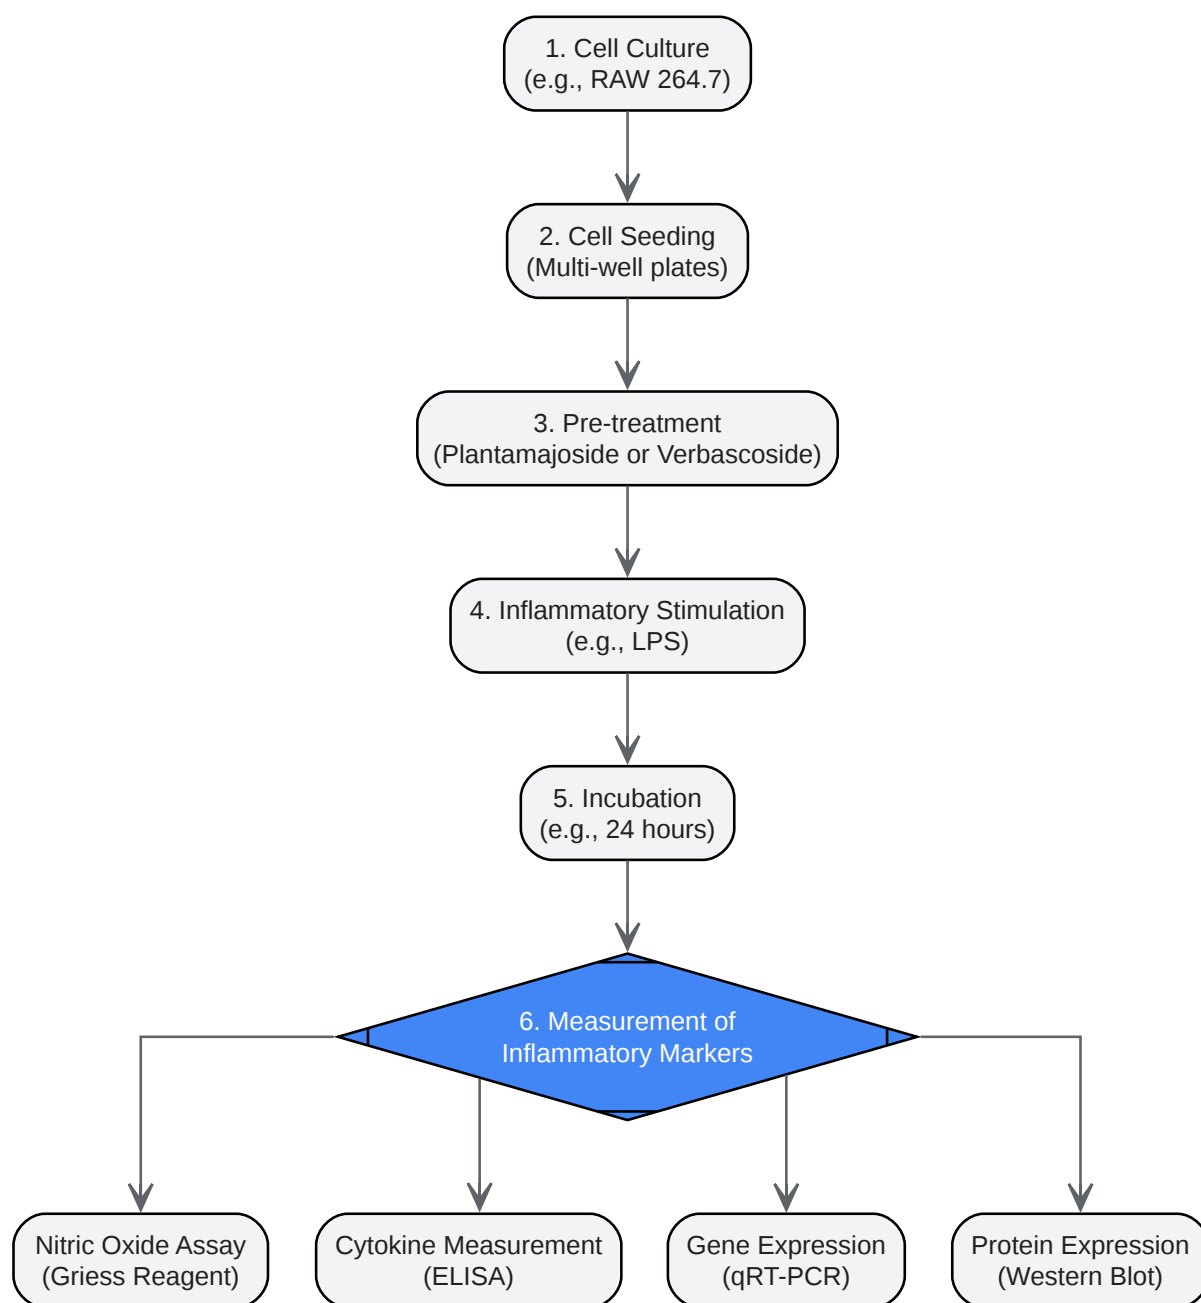 1. Cell Culture
(e.g., RAW 264.7)
2. Cell Seeding
(Multi-well plates)
3. Pre-treatment
(Plantamajoside or Verbascoside)
4. Inflammatory Stimulation
(e.g., LPS)
5. Incubation
(e.g., 24 hours)
6. Measurement of
Inflammatory Markers
Nitric Oxide Assay
(Griess Reagent)
Cytokine Measurement
(ELISA)
Gene Expression
(qRT-PCR)
Protein Expression
(Western Blot)